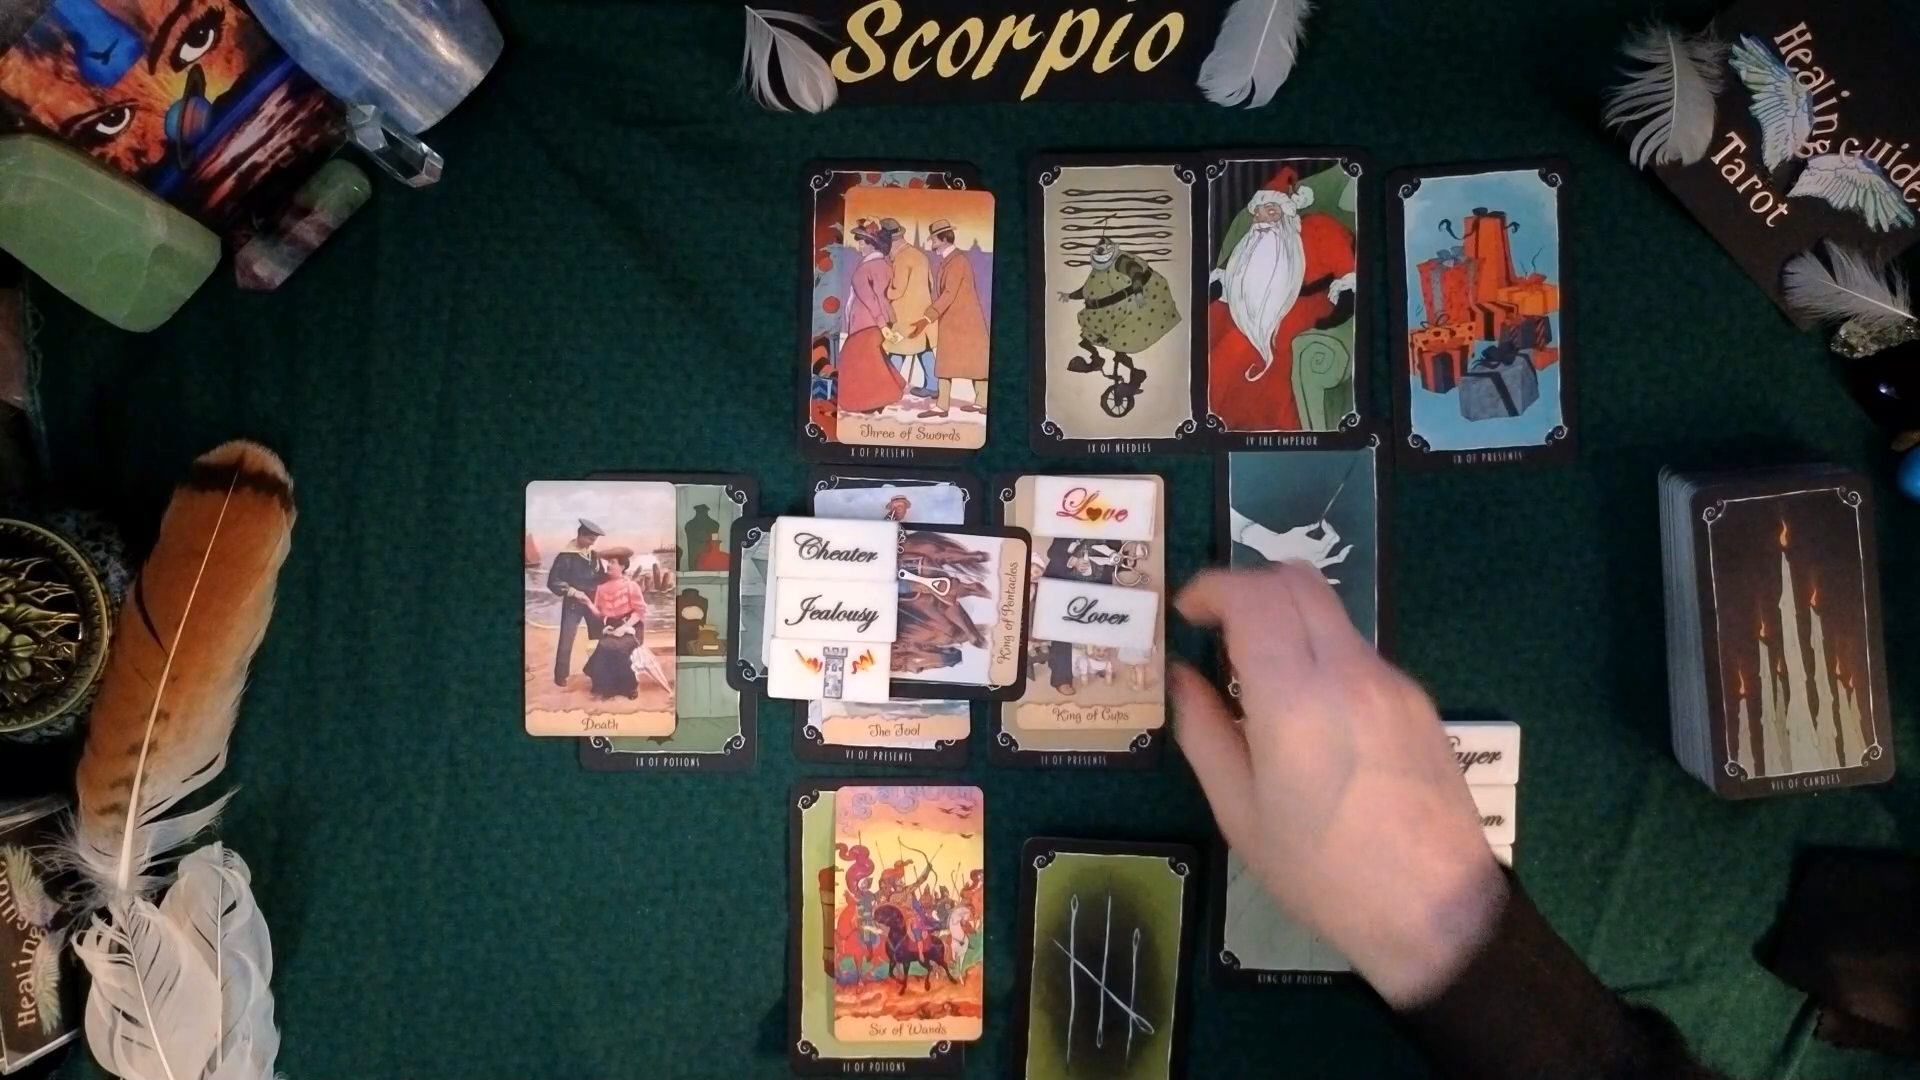 Scorpio
Healing Guide
Tarot
Three of Swords
X OF PRESENTS
IX OF NEEDLES
IV THE EMPEROR
IX OF PRESENTS
Death
IX OF POTIONS
Cheater
Jealousy
King of Pentacles
The Fool
VI OF PRESENTS
Love
Lover
King of Cups
II OF PRESENTS
VII OF CANDLES
Six of Wands
II OF POTIONS
KING OF POTIONS
Healing